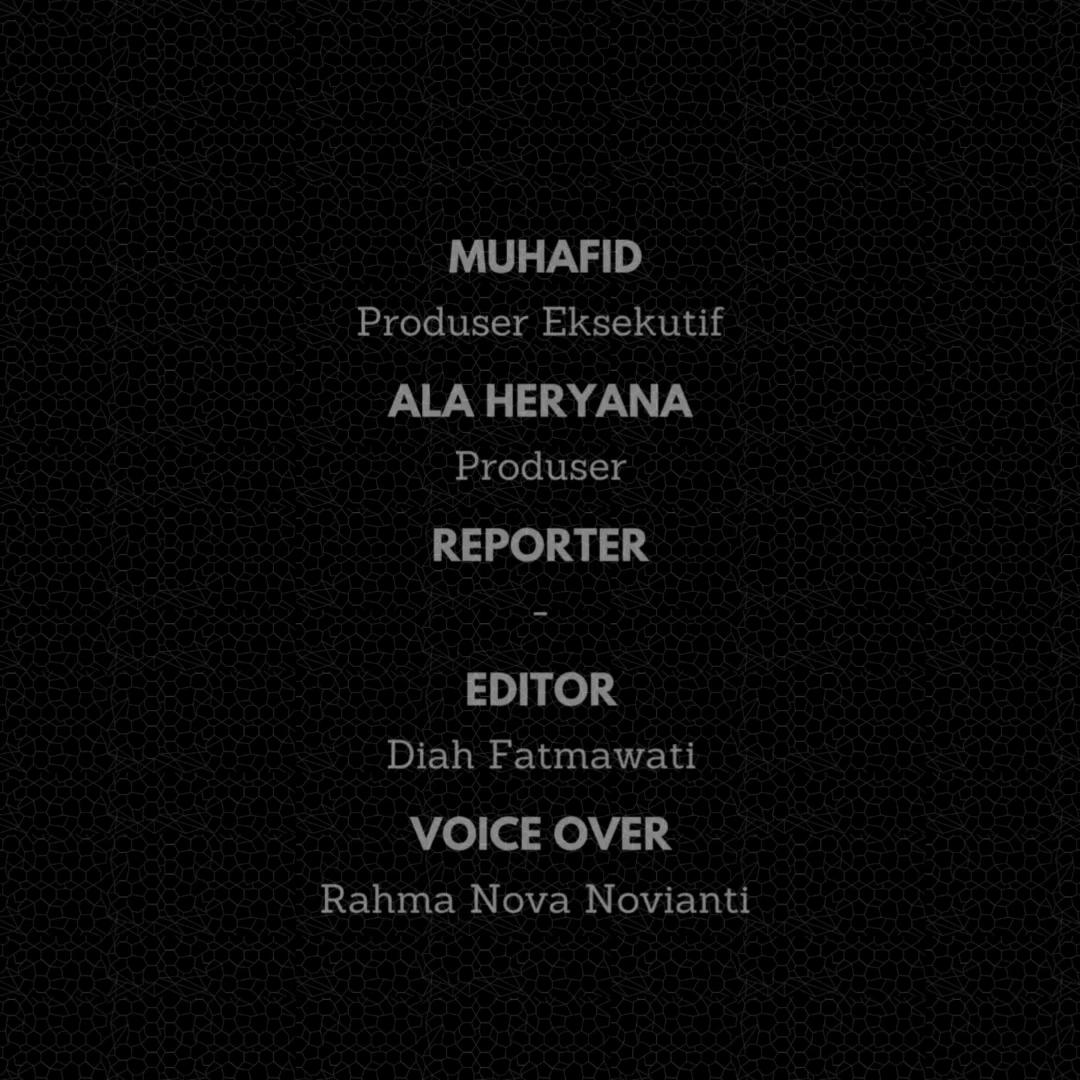 MUHAFID
Produser Eksekutif
ALA HERYANA
Produser
REPORTER
-
EDITOR
Diah Fatmawati
VOICE OVER
Rahma Nova Novianti